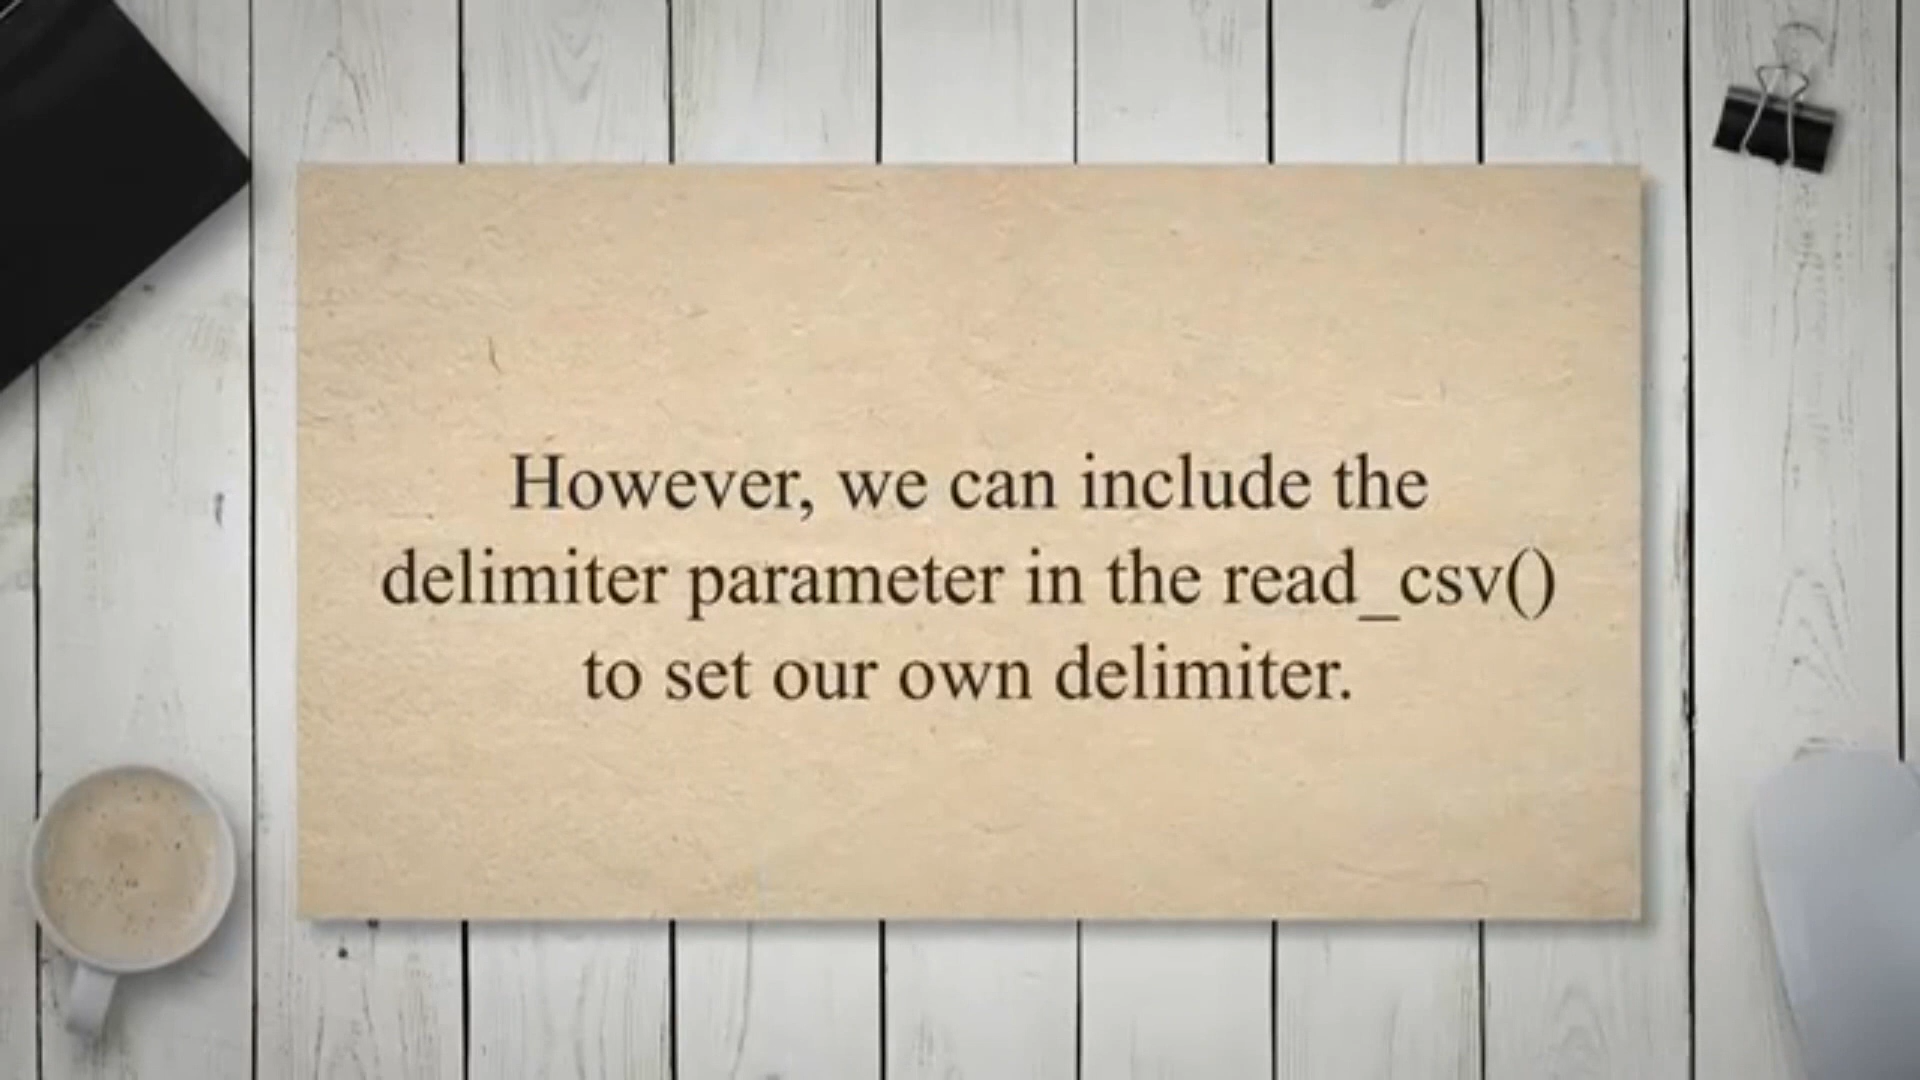 However, we can include the
delimiter parameter in the read_csv()
to set our own delimiter.